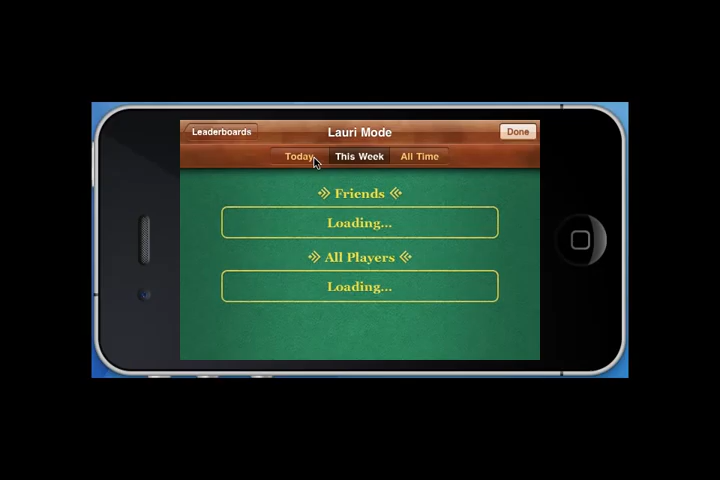 Leaderboards
Lauri Mode
Done
Today
This Week
All Time
Friends
Loading...
All Players
Loading...